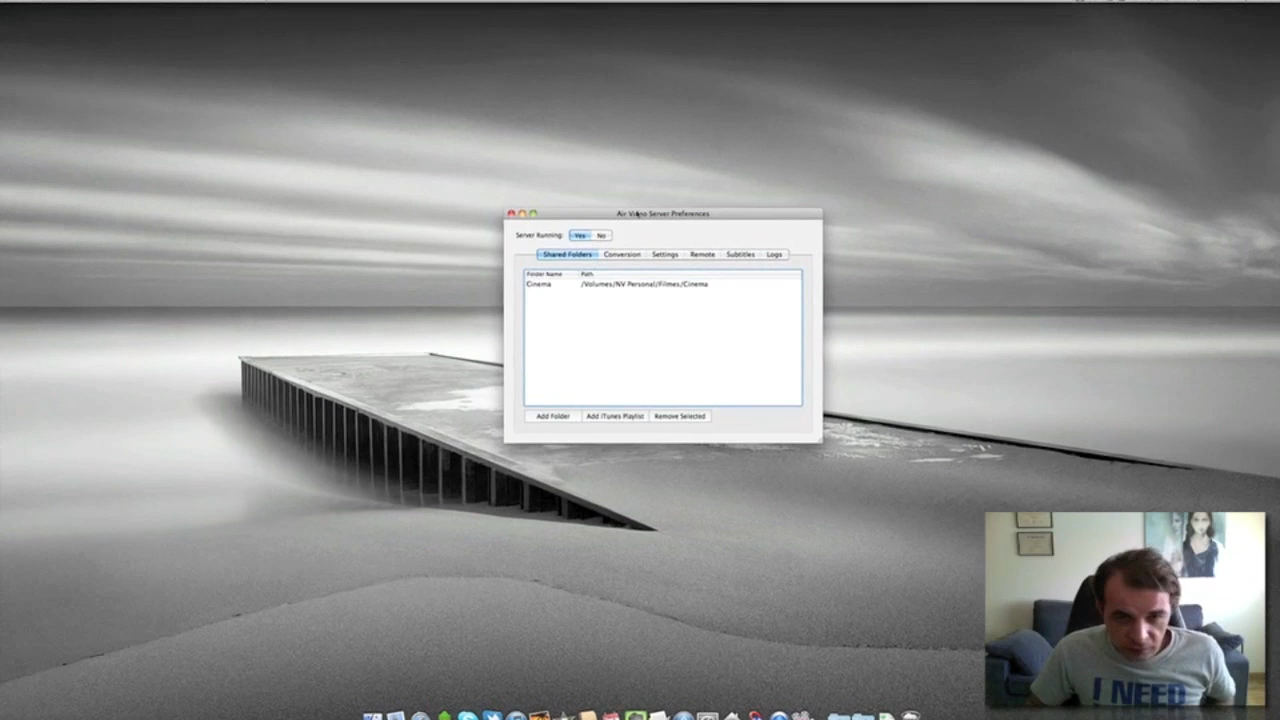 Air Video Server Preferences
Server Running: Yes No
Shared Folders Conversion Settings Remote Subtitles Logs
Folder Name Path
Cinema /Volumes/NV Personal/Filmes/Cinema
Add Folder Add iTunes Playlist Remove Selected
I NEED